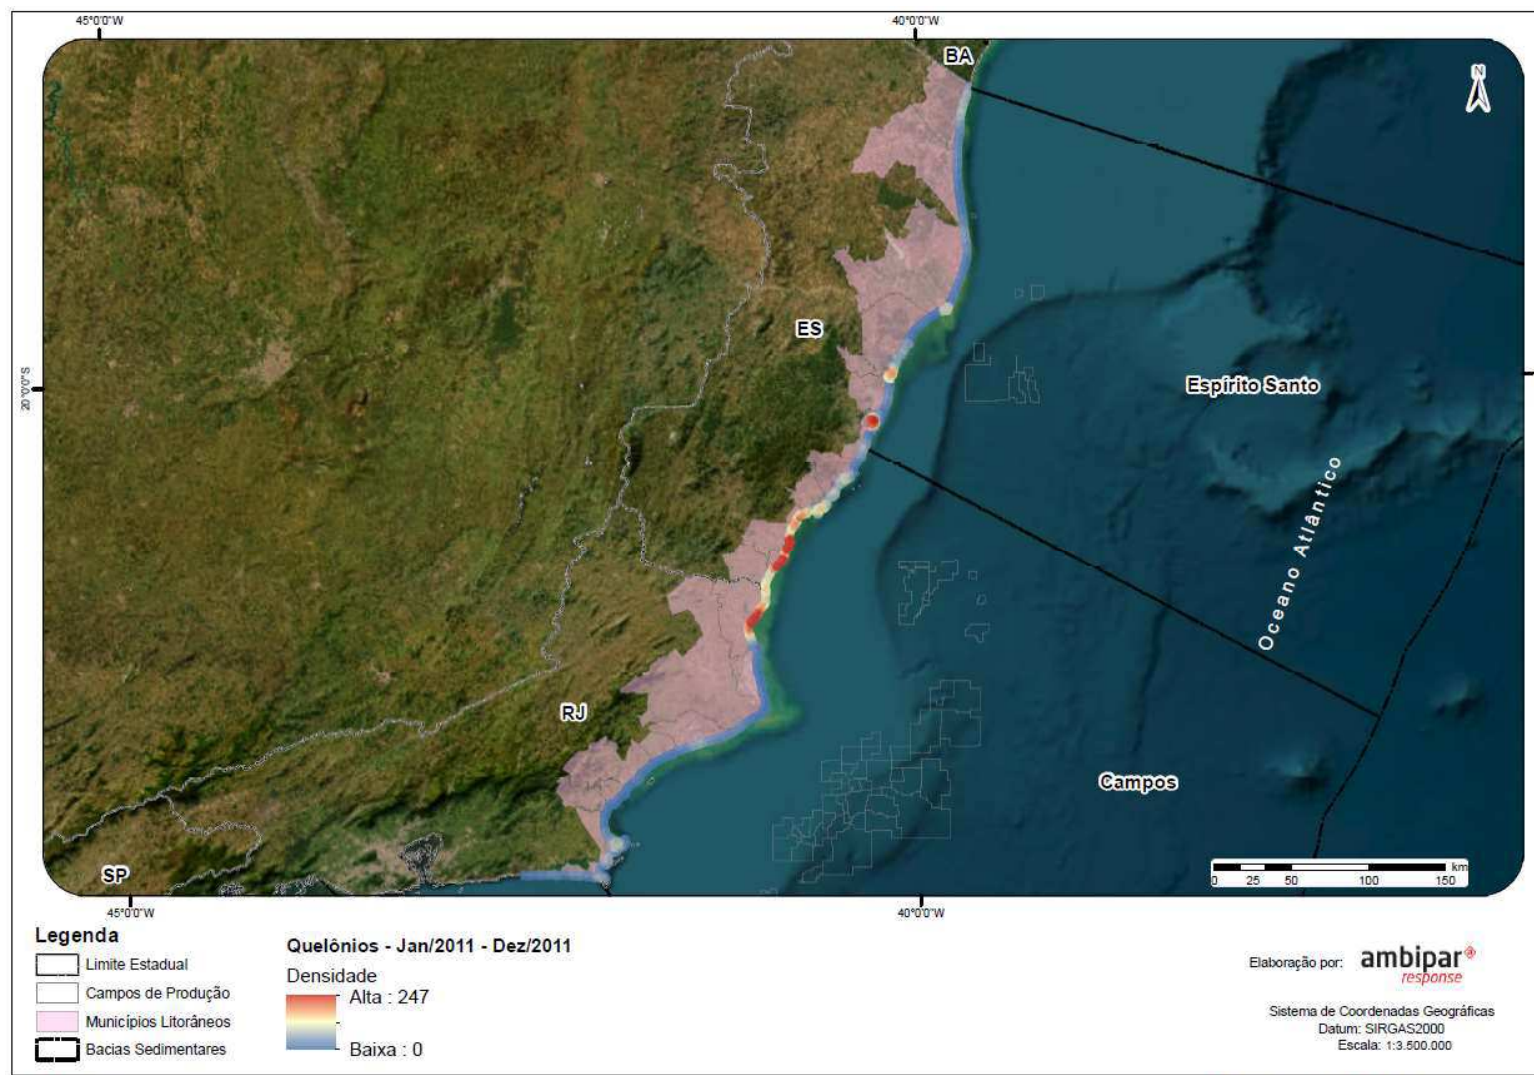 45°0'0"W
40°0'0"W
BA
N
ES
20°0'0"S
Espírito Santo
Oceano Atlântico
RJ
Campos
SP
km
0 25 50 100 150
45°0'0"W
40°0'0"W
Legenda
Limite Estadual
Campos de Produção
Municípios Litorâneos
Bacias Sedimentares
Quelônios - Jan/2011 - Dez/2011
Densidade
Alta : 247
Baixa : 0
Elaboração por: ambipar
response
Sistema de Coordenadas Geográficas
Datum: SIRGAS2000
Escala: 1:3.500.000